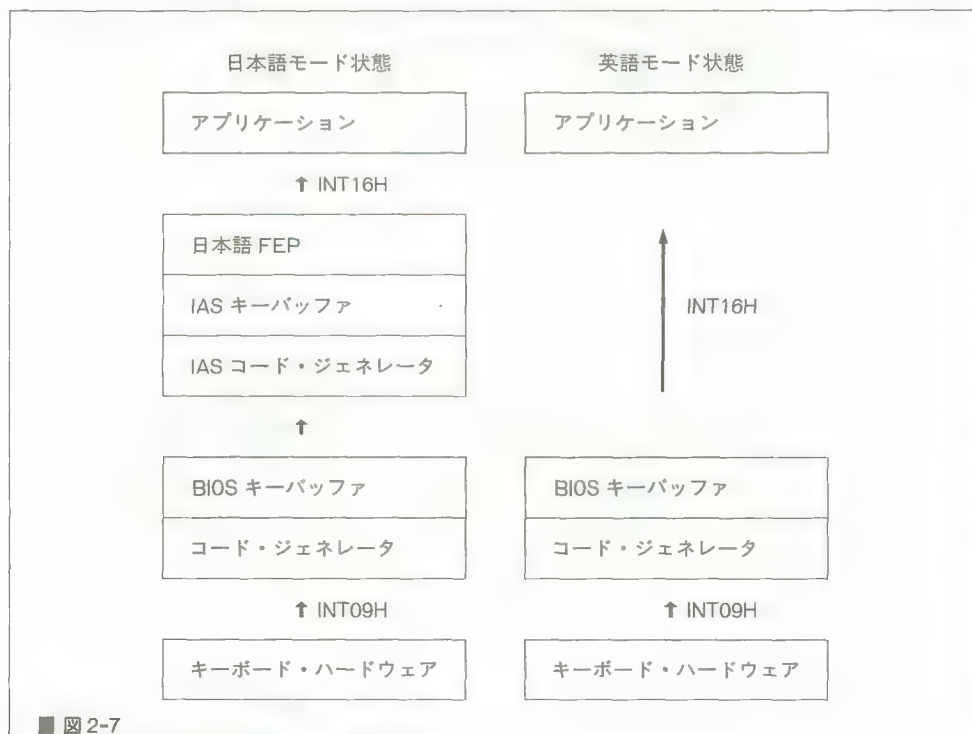 日本語モード状態
アプリケーション
↑ INT16H
日本語 FEP
IAS キーバッファ
IAS コード・ジェネレータ
↑
BIOS キーバッファ
コード・ジェネレータ
↑ INT09H
キーボード・ハードウェア
英語モード状態
アプリケーション
INT16H
BIOS キーバッファ
コード・ジェネレータ
↑ INT09H
キーボード・ハードウェア
■ 図 2-7